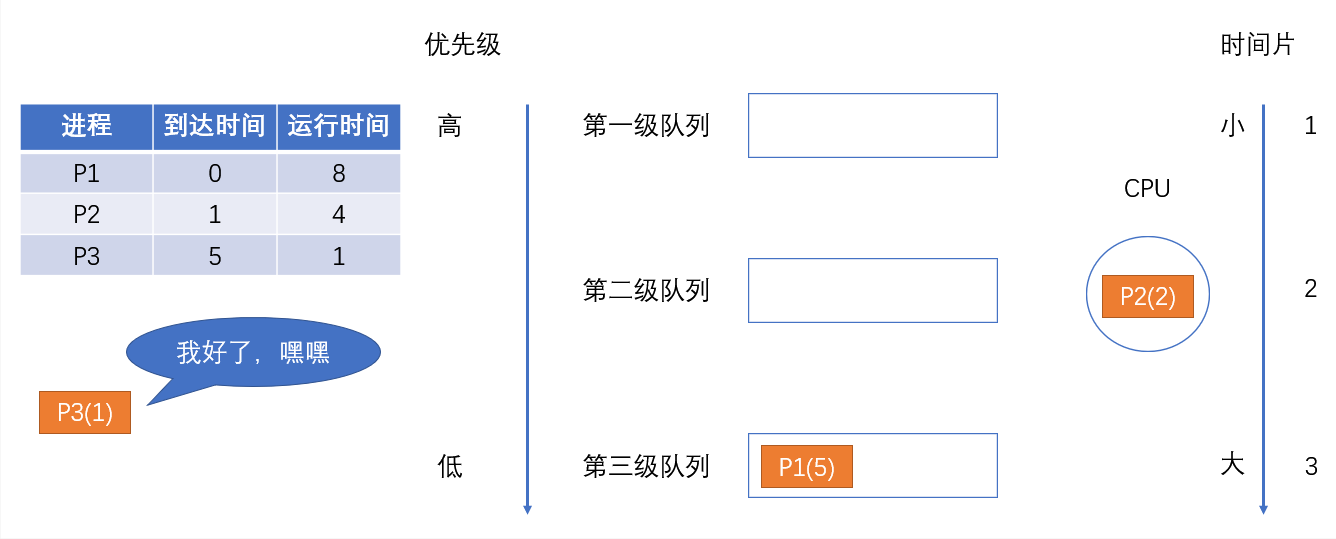 优先级
时间片
进程 到达时间 运行时间
P1 0 8
P2 1 4
P3 5 1
高
第一级队列
小
1
CPU
第二级队列
P2(2)
2
我好了，嘿嘿
P3(1)
低
第三级队列
P1(5)
大
3